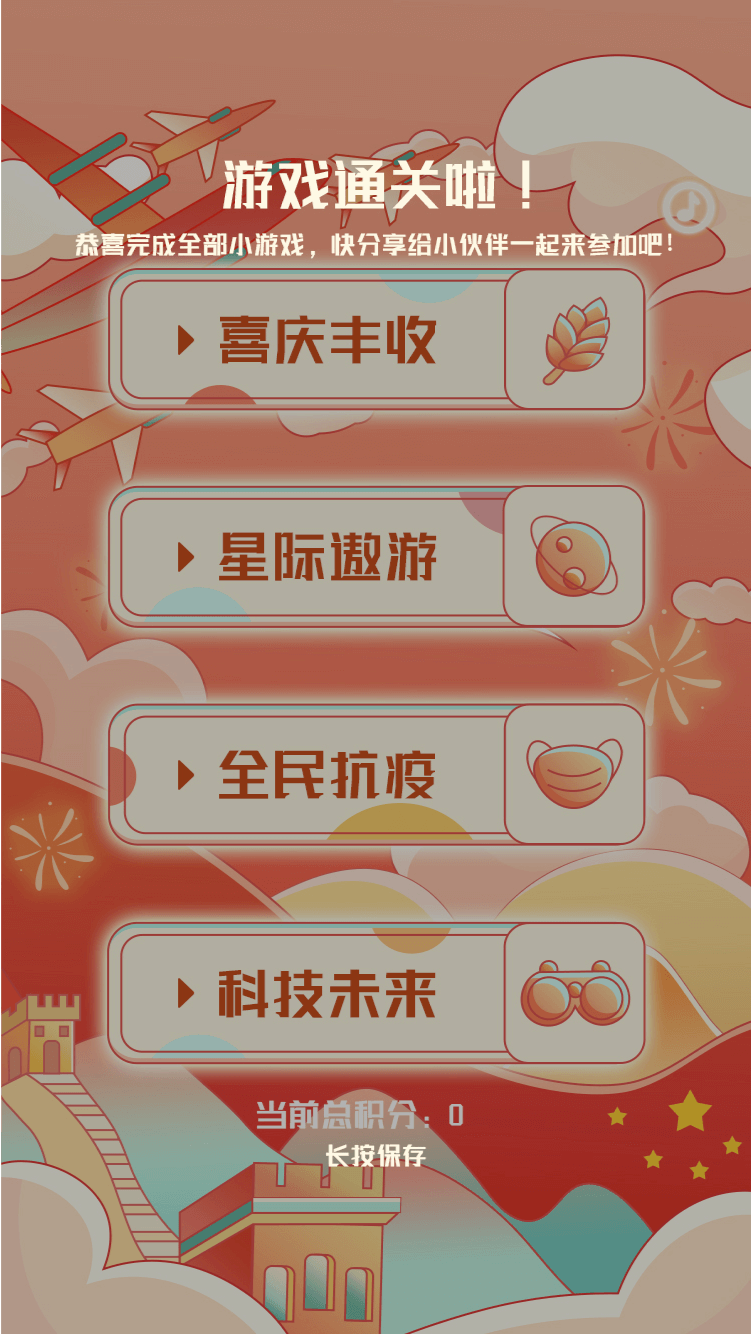 游戏通关啦！
恭喜完成全部小游戏，快分享给小伙伴一起来参加吧！
喜庆丰收
星际遨游
全民抗疫
科技未来
当前总积分：0
长按保存